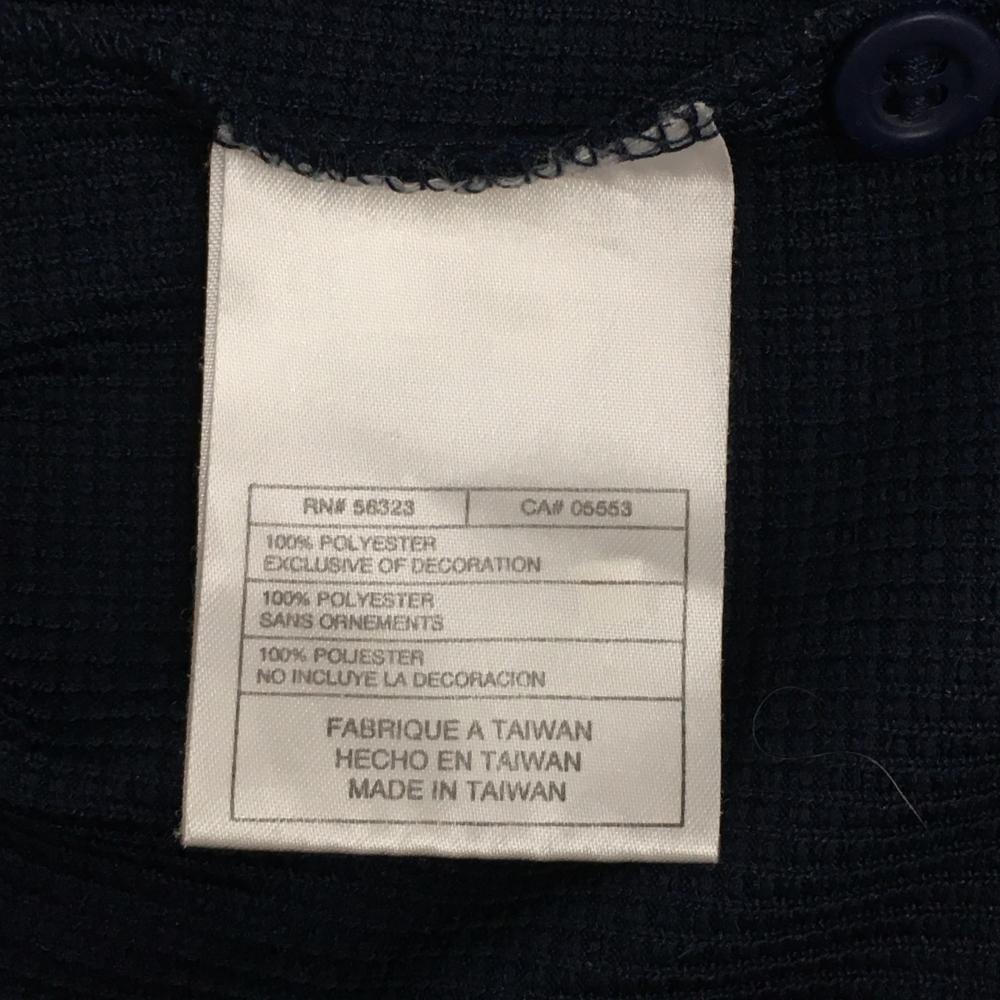 RN# 56323 CA# 05553
100% POLYESTER
EXCLUSIVE OF DECORATION
100% POLYESTER
SANS ORNEMENTS
100% POLIESTER
NO INCLUYE LA DECORACION
FABRIQUE A TAIWAN
HECHO EN TAIWAN
MADE IN TAIWAN